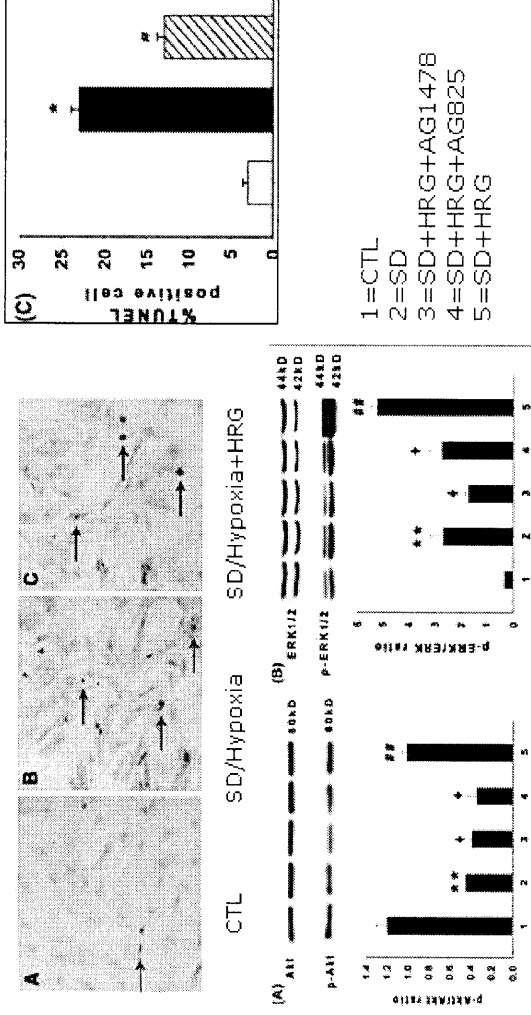 A
B
C
CTL
SD/Hypoxia
SD/Hypoxia+HRG
(C)
%TUNEL
positive cell
30
25
20
15
10
5
0
*
#
(A)
Akt
60kD
p-Akt
60kD
p-Akt/Akt ratio
1.4
1.2
1.0
0.8
0.6
0.4
0.2
0.0
**
+
+
##
1 2 3 4 5
(B)
ERK1/2
44kD
42kD
p-ERK1/2
44kD
42kD
p-ERK/ERK ratio
6
5
4
3
2
1
0
**
+
+
##
1 2 3 4 5
1=CTL
2=SD
3=SD+HRG+AG1478
4=SD+HRG+AG825
5=SD+HRG